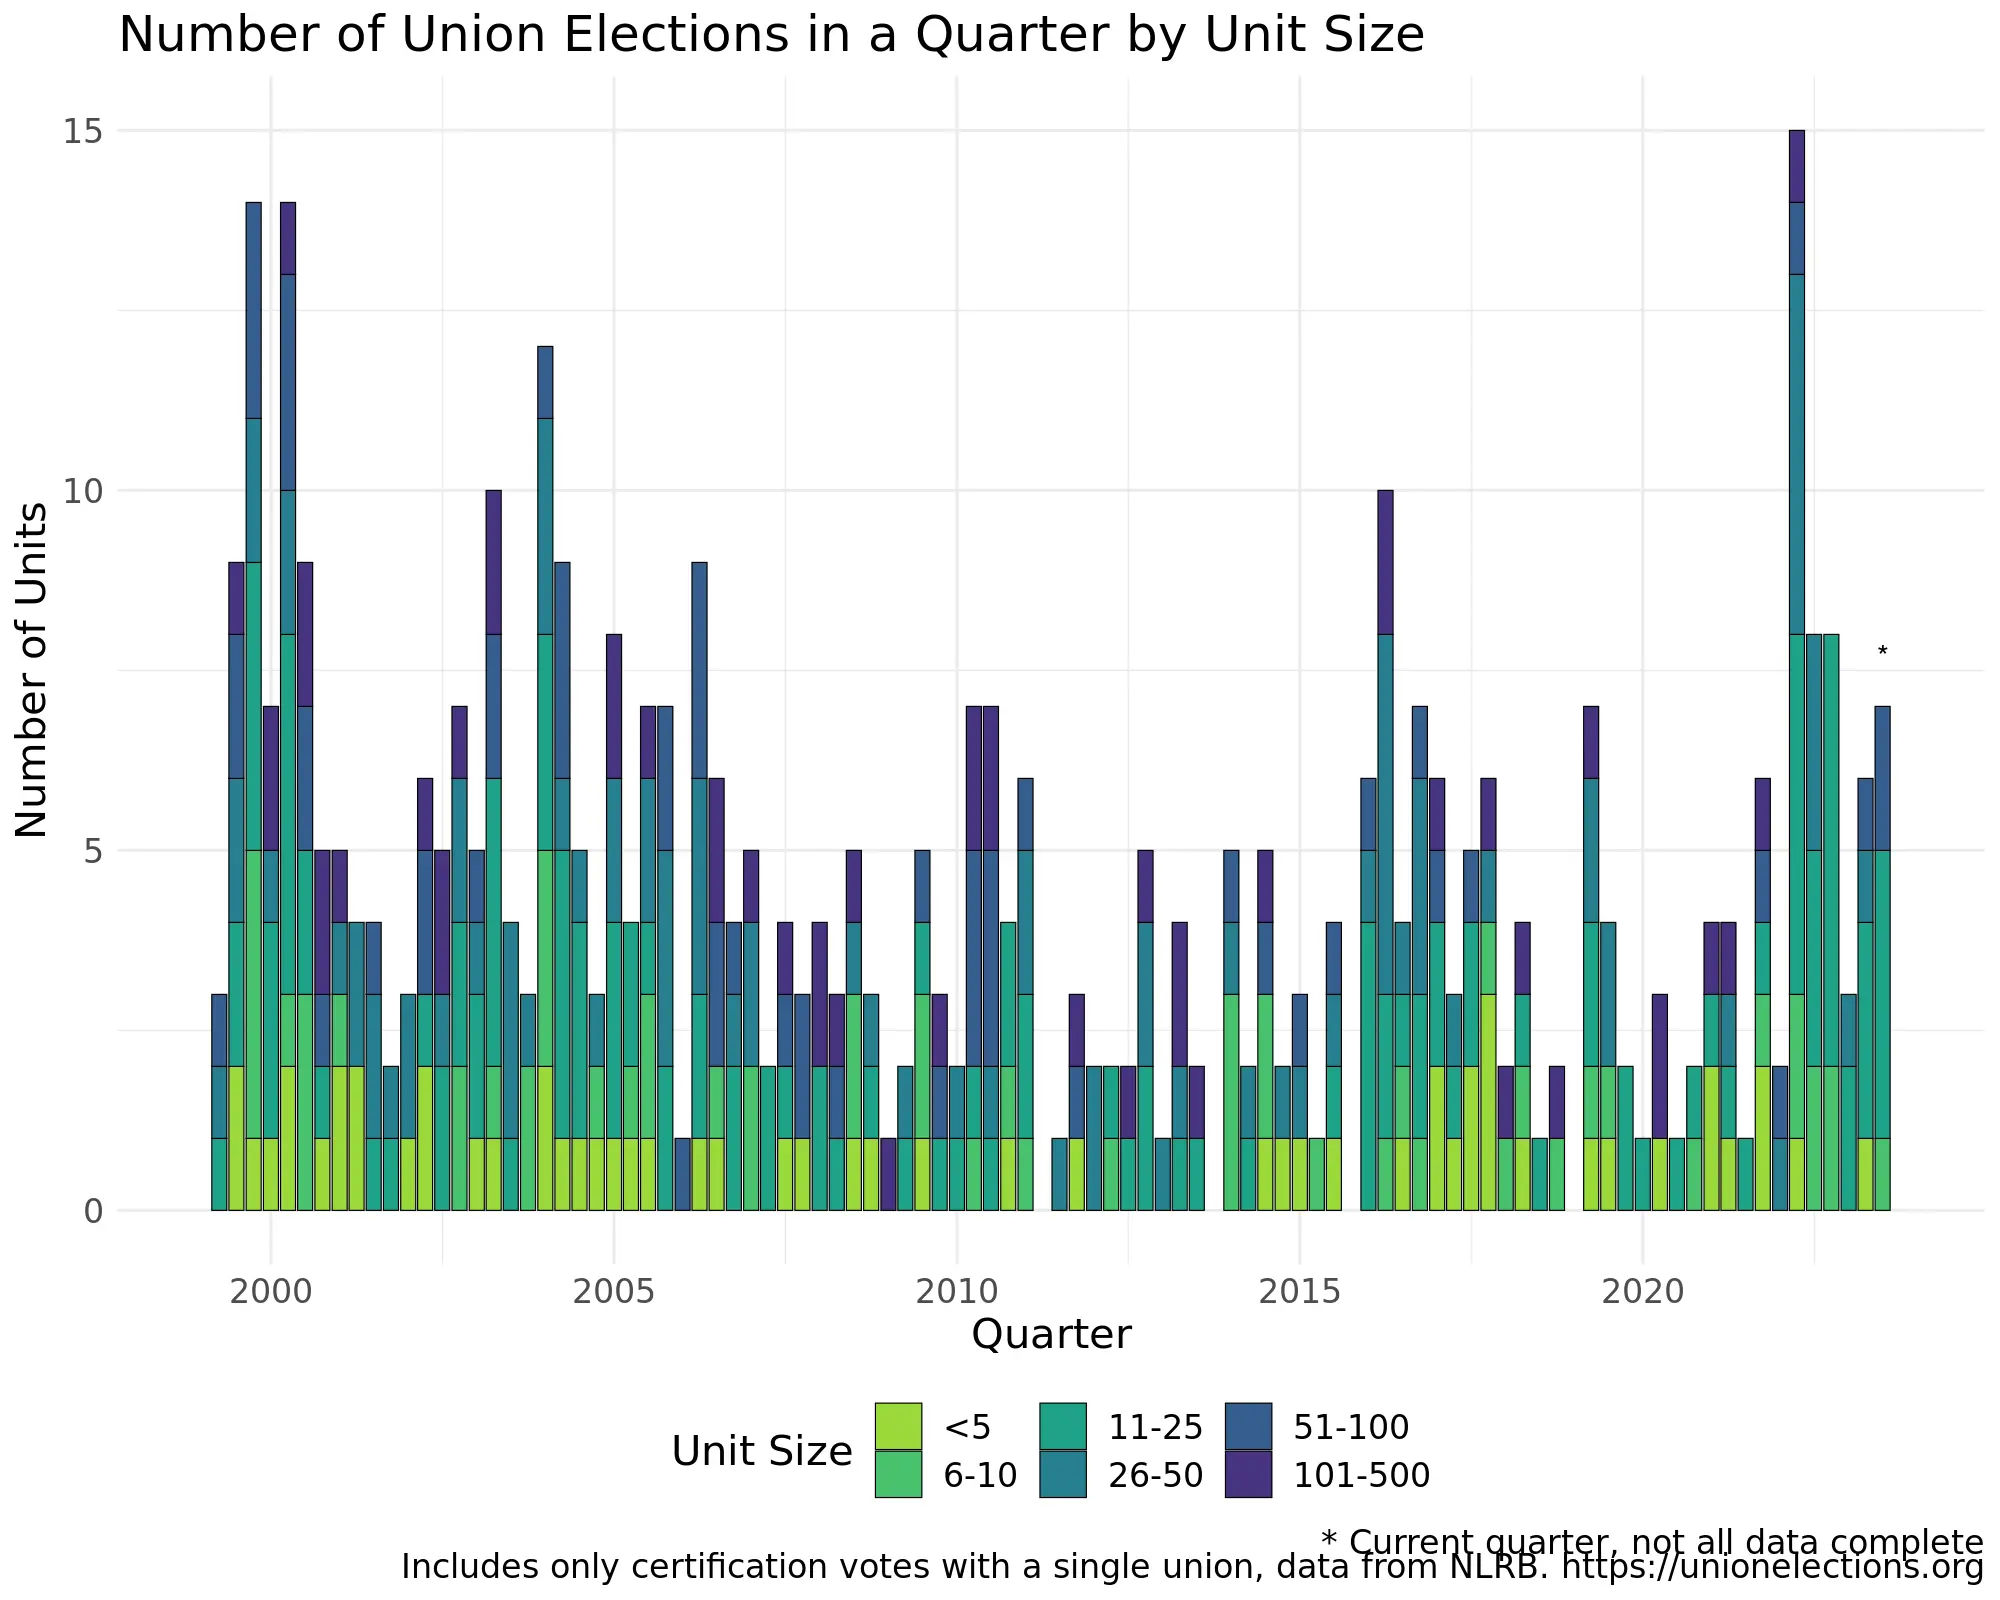 Number of Union Elections in a Quarter by Unit Size
Number of Units
15
10
5
0
2000 2005 2010 2015 2020
*
Quarter
Unit Size
<5 11-25 51-100
6-10 26-50 101-500
* Current quarter, not all data complete
Includes only certification votes with a single union, data from NLRB. https://unionelections.org